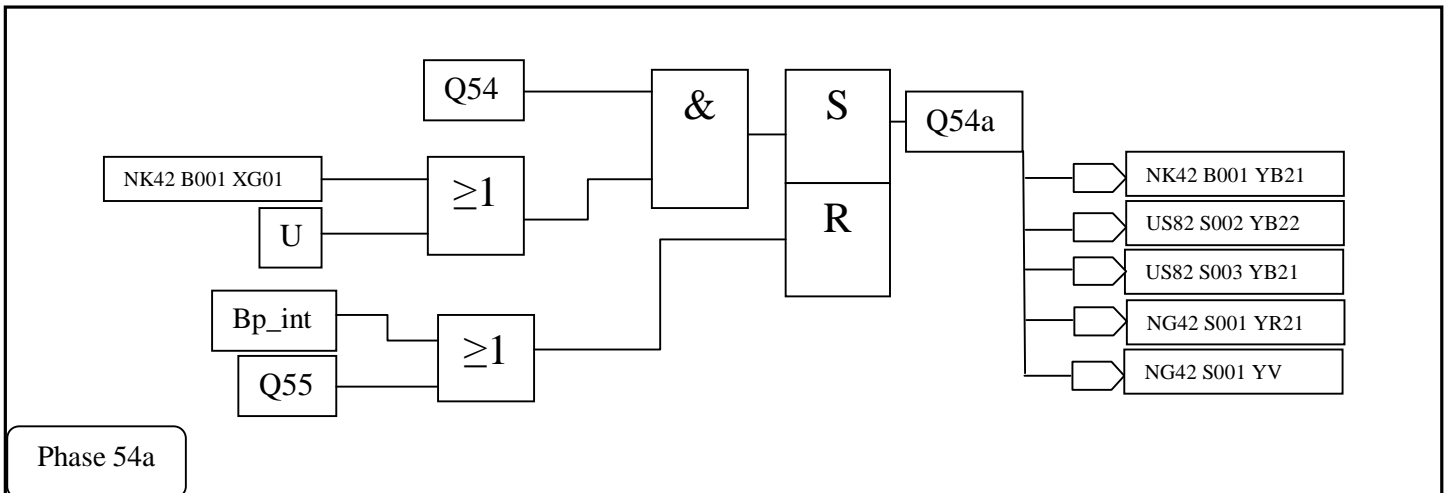 Q54
&
S
Q54a
NK42 B001 XG01
≥1
U
R
Bp_int
≥1
Q55
NK42 B001 YB21
US82 S002 YB22
US82 S003 YB21
NG42 S001 YR21
NG42 S001 YV
Phase 54a